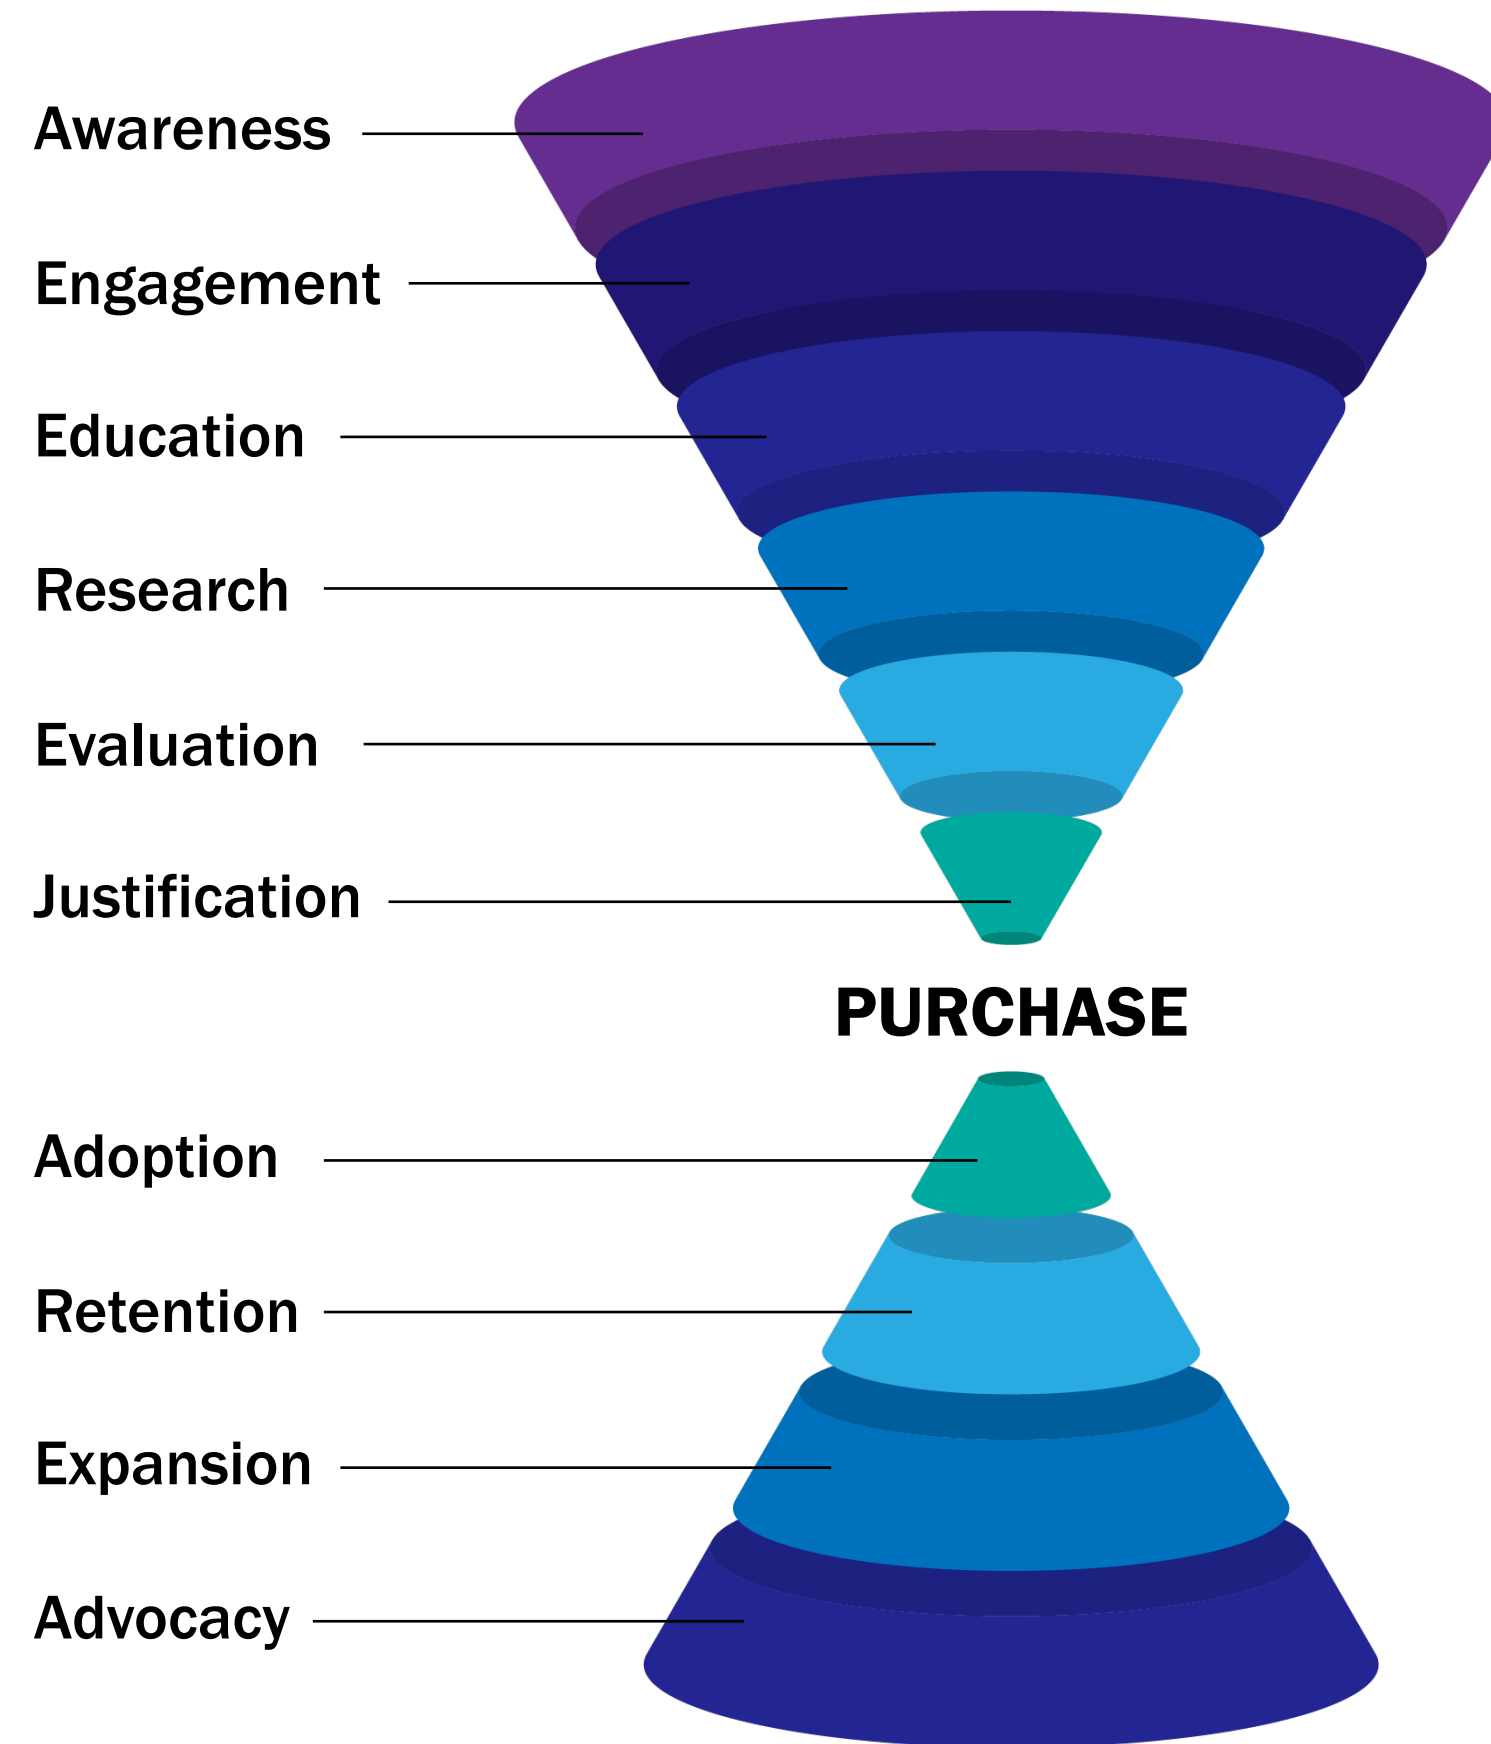 Awareness
Engagement
Education
Research
Evaluation
Justification
PURCHASE
Adoption
Retention
Expansion
Advocacy